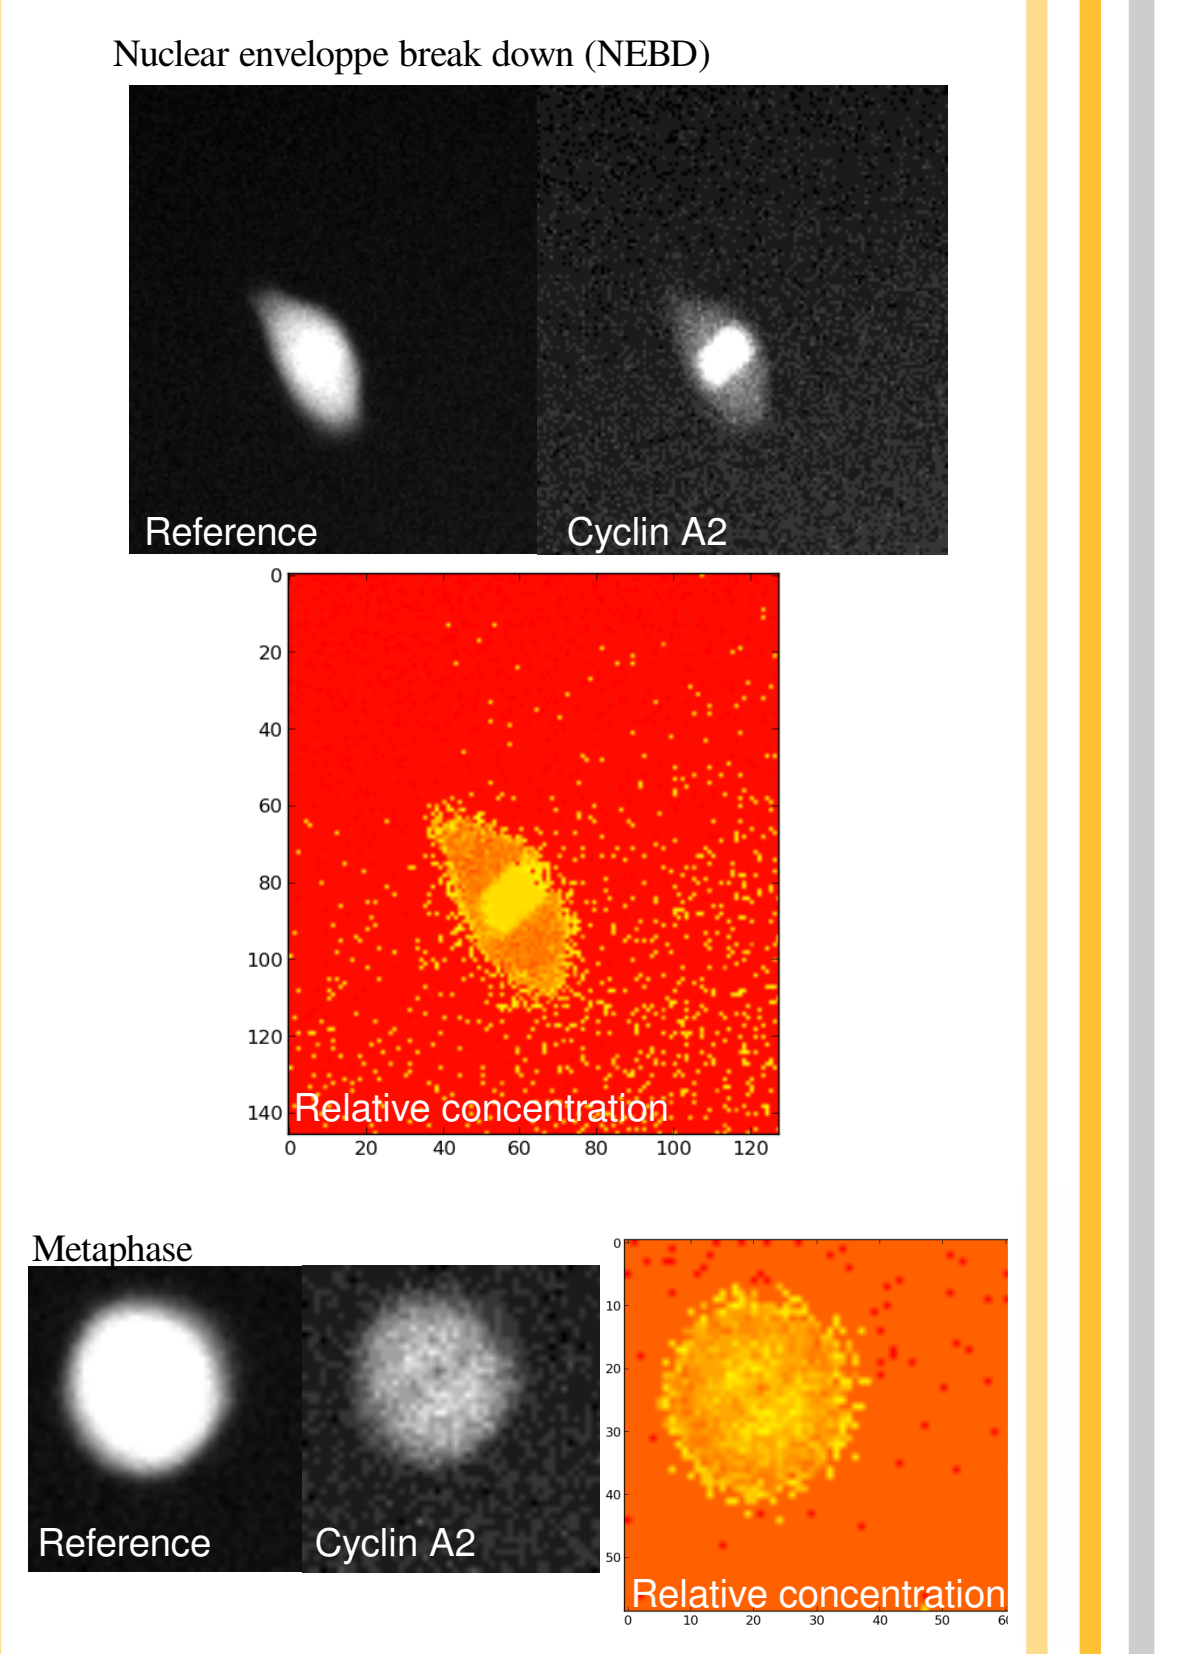 Nuclear enveloppe break down (NEBD)
Reference
Cyclin A2
0
20
40
60
80
100
120
140
Relative concentration
0 20 40 60 80 100 120
Metaphase
Reference
Cyclin A2
0
10
20
30
40
50
Relative concentration
0 10 20 30 40 50